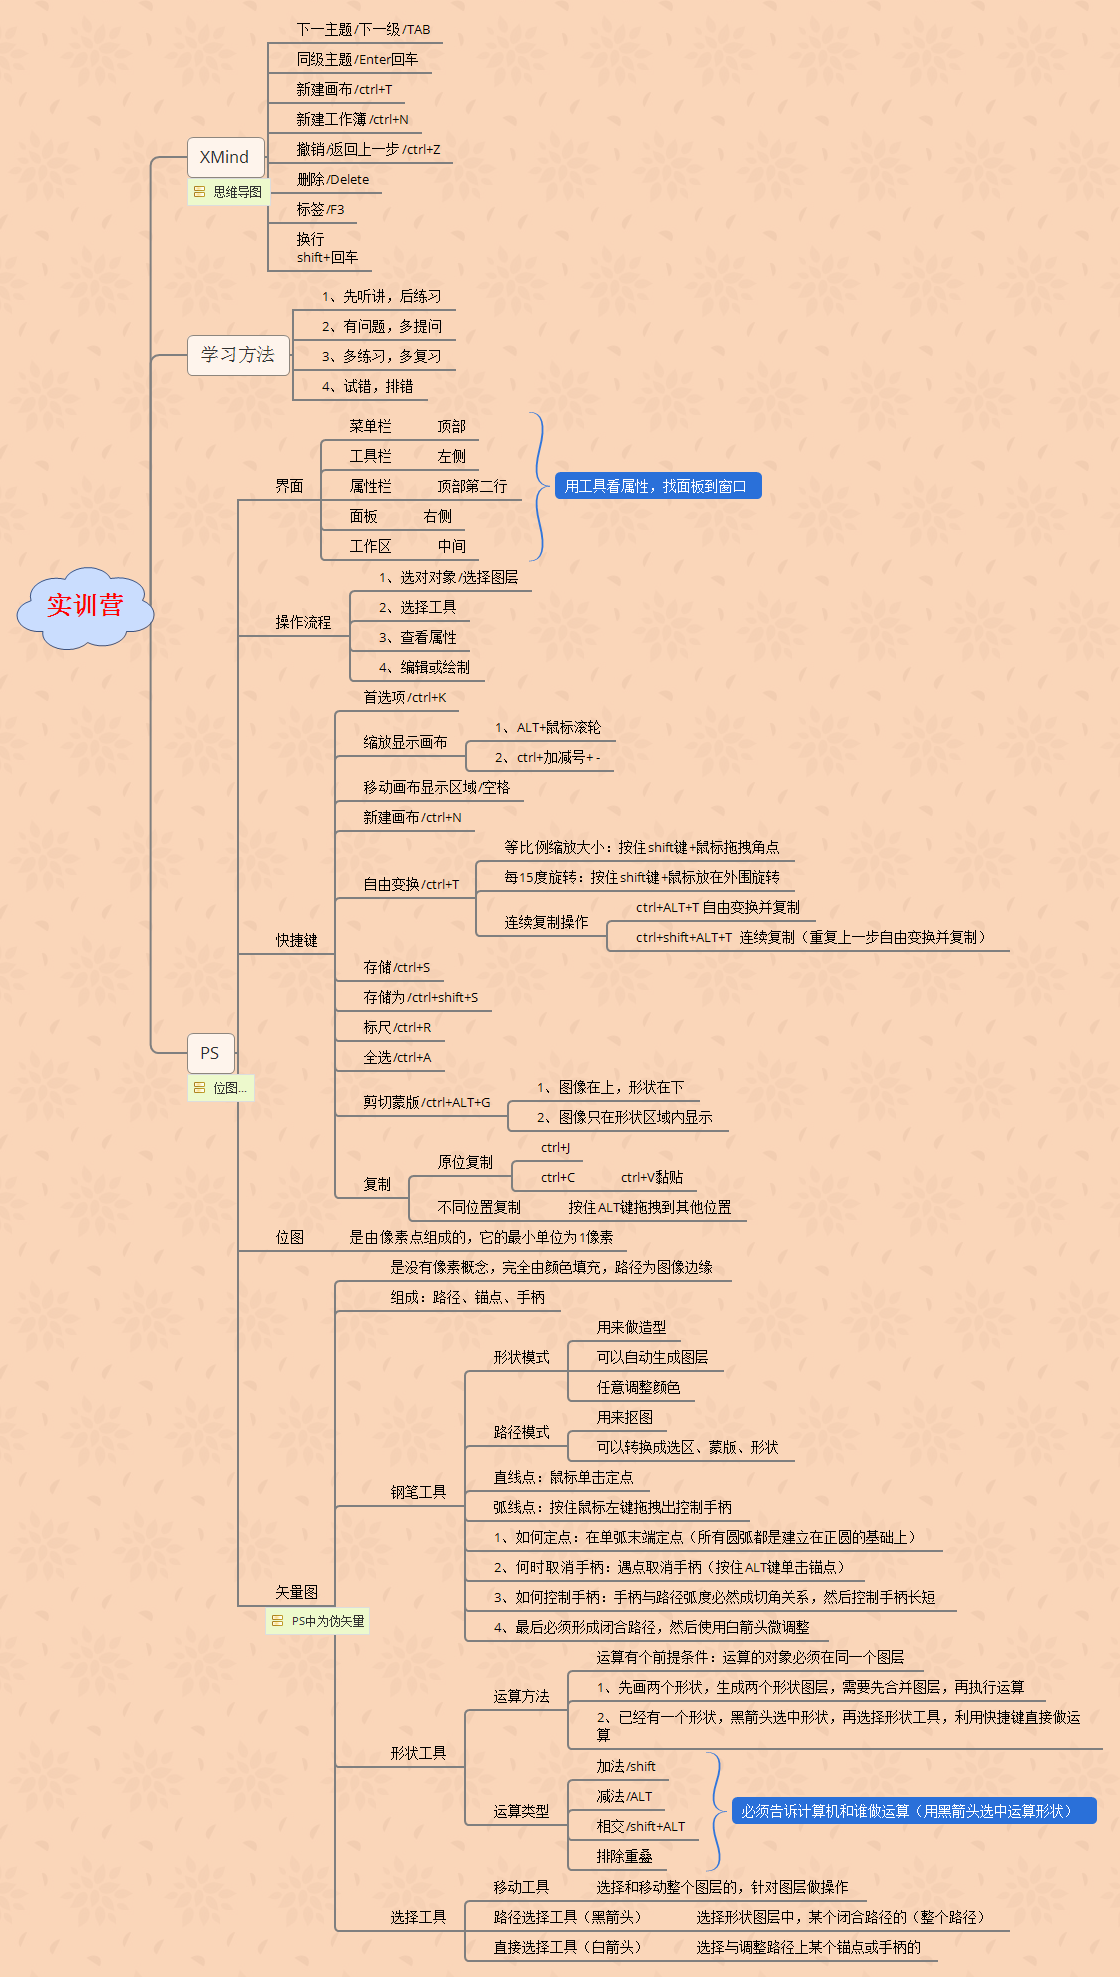 实训营
XMind
思维导图
下一主题/下一级/TAB
同级主题/Enter回车
新建画布/ctrl+T
新建工作薄/ctrl+N
撤销/返回上一步/ctrl+Z
删除/Delete
标签/F3
换行
shift+回车
学习方法
1、先听讲，后练习
2、有问题，多提问
3、多练习，多复习
4、试错，排错
PS
位图...
界面
菜单栏 顶部
工具栏 左侧
属性栏 顶部第二行
面板 右侧
工作区 中间
用工具看属性，找面板到窗口
操作流程
1、选对对象/选择图层
2、选择工具
3、查看属性
4、编辑或绘制
快捷键
首选项/ctrl+K
缩放显示画布
1、ALT+鼠标滚轮
2、ctrl+加减号+ -
移动画布显示区域/空格
新建画布/ctrl+N
自由变换/ctrl+T
等比例缩放大小：按住shift键+鼠标拖拽角点
每15度旋转：按住shift键+鼠标放在外围旋转
连续复制操作
ctrl+ALT+T 自由变换并复制
ctrl+shift+ALT+T 连续复制（重复上一步自由变换并复制）
存储/ctrl+S
存储为/ctrl+shift+S
标尺/ctrl+R
全选/ctrl+A
剪切蒙版/ctrl+ALT+G
1、图像在上，形状在下
2、图像只在形状区域内显示
复制
原位复制
ctrl+J
ctrl+C ctrl+V黏贴
不同位置复制 按住ALT键拖拽到其他位置
位图 是由像素点组成的，它的最小单位为1像素
矢量图
PS中为伪矢量
是没有像素概念，完全由颜色填充，路径为图像边缘
组成：路径、锚点、手柄
钢笔工具
形状模式
用来做造型
可以自动生成图层
任意调整颜色
路径模式
用来抠图
可以转换成选区、蒙版、形状
直线点：鼠标单击定点
弧线点：按住鼠标左键拖拽出控制手柄
1、如何定点：在单弧末端定点（所有圆弧都是建立在正圆的基础上）
2、何时取消手柄：遇点取消手柄（按住ALT键单击锚点）
3、如何控制手柄：手柄与路径弧度必然成切角关系，然后控制手柄长短
4、最后必须形成闭合路径，然后使用白箭头微调整
形状工具
运算方法
运算有个前提条件：运算的对象必须在同一个图层
1、先画两个形状，生成两个形状图层，需要先合并图层，再执行运算
2、已经有一个形状，黑箭头选中形状，再选择形状工具，利用快捷键直接做运
算
运算类型
加法/shift
减法/ALT
相交/shift+ALT
排除重叠
必须告诉计算机和谁做运算（用黑箭头选中运算形状）
选择工具
移动工具 选择和移动整个图层的，针对图层做操作
路径选择工具（黑箭头） 选择形状图层中，某个闭合路径的（整个路径）
直接选择工具（白箭头） 选择与调整路径上某个锚点或手柄的